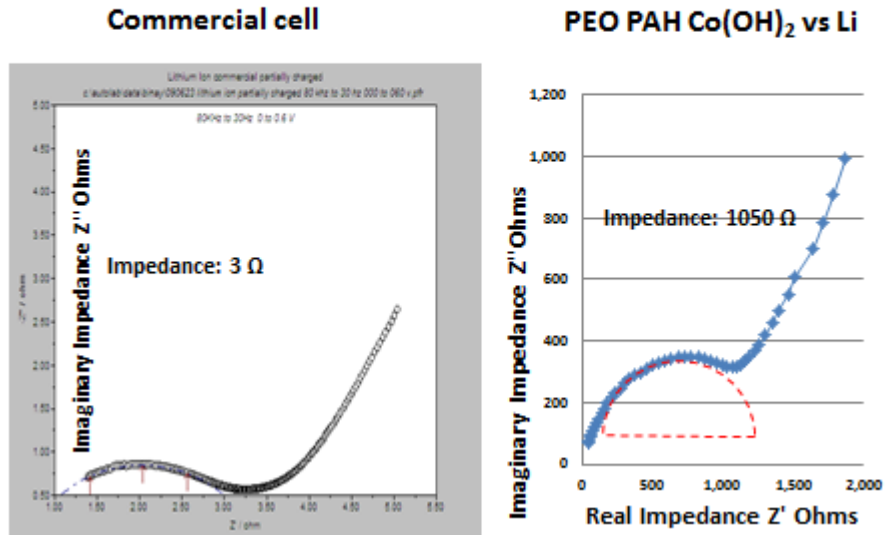 Commercial cell
PEO PAH Co(OH)₂ vs Li
Lithium Ion commercial partially charged
80KHz to 30Hz 0 to 0.6 V
Imaginary Impedance Z'' Ohms
Impedance: 3 Ω
5.00
4.50
4.00
3.50
3.00
2.50
2.00
1.50
1.00
0.50
1.00 1.50 2.00 2.50 3.00 3.50 4.00 4.50 5.00 5.50
Z' / ohm
Imaginary Impedance Z''Ohms
Impedance: 1050 Ω
1,200
1,000
800
600
400
200
0
0 500 1,000 1,500 2,000
Real Impedance Z' Ohms